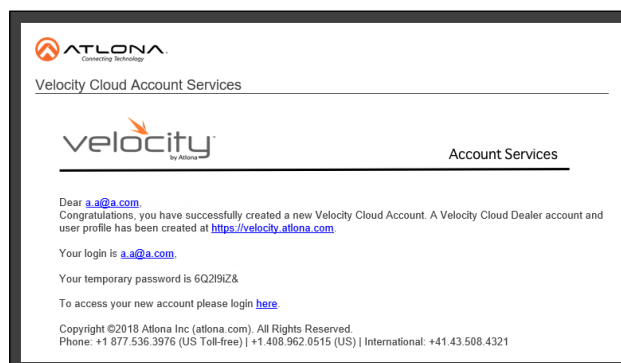 ATLONA.
Connecting Technology
Velocity Cloud Account Services
velocity
by Atlona
Account Services
Dear a.a@a.com,
Congratulations, you have successfully created a new Velocity Cloud Account. A Velocity Cloud Dealer account and
user profile has been created at https://velocity.atlona.com.
Your login is a.a@a.com,
Your temporary password is 6Q2I9iZ&
To access your new account please login here.
Copyright ©2018 Atlona Inc (atlona.com). All Rights Reserved.
Phone: +1 877.536.3976 (US Toll-free) | +1.408.962.0515 (US) | International: +41.43.508.4321